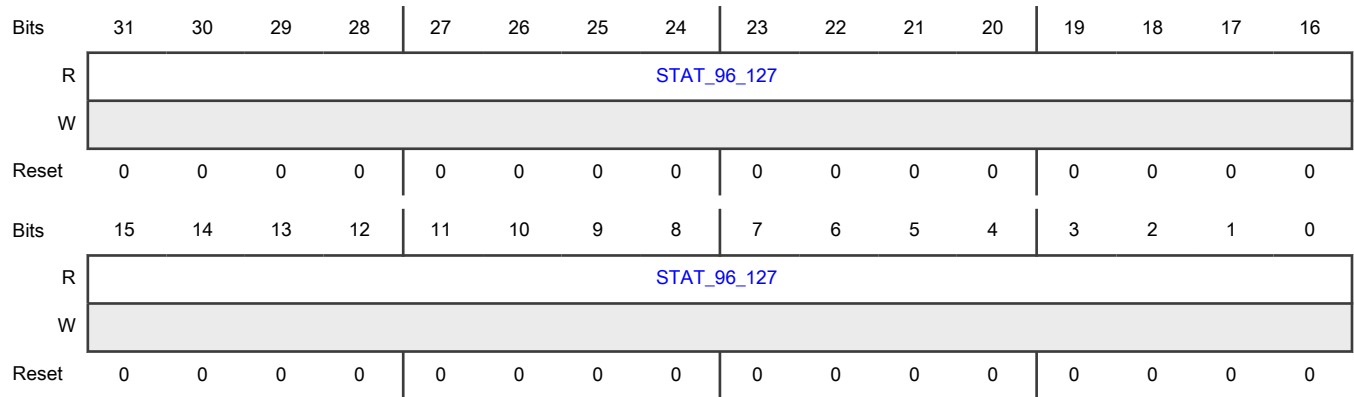 Bits 31 30 29 28 27 26 25 24 23 22 21 20 19 18 17 16
R STAT_96_127
W
Reset 0 0 0 0 0 0 0 0 0 0 0 0 0 0 0 0
Bits 15 14 13 12 11 10 9 8 7 6 5 4 3 2 1 0
R STAT_96_127
W
Reset 0 0 0 0 0 0 0 0 0 0 0 0 0 0 0 0